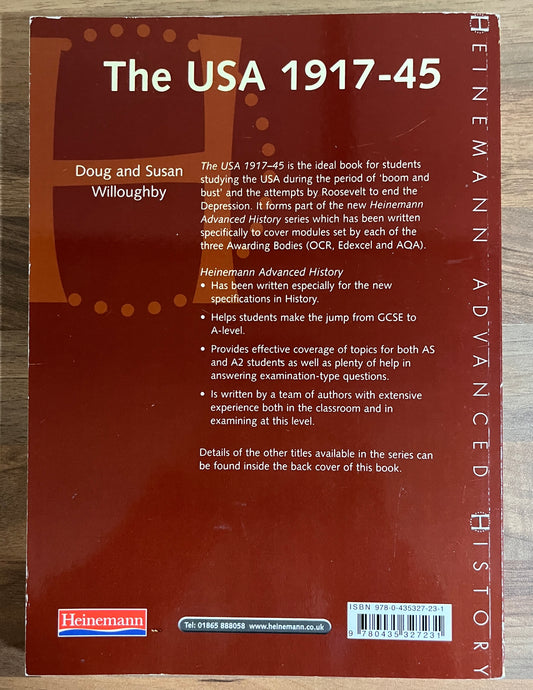 The USA 1917-45
Doug and Susan
Willoughby
The USA 1917–45 is the ideal book for students
studying the USA during the period of 'boom and
bust' and the attempts by Roosevelt to end the
Depression. It forms part of the new Heinemann
Advanced History series which has been written
specifically to cover modules set by each of the
three Awarding Bodies (OCR, Edexcel and AQA).
Heinemann Advanced History
• Has been written especially for the new
specifications in History.
• Helps students make the jump from GCSE to
A-level.
• Provides effective coverage of topics for both AS
and A2 students as well as plenty of help in
answering examination-type questions.
• Is written by a team of authors with extensive
experience both in the classroom and in
examining at this level.
Details of the other titles available in the series can
be found inside the back cover of this book.
HEINEMANN ADVANCED HISTORY
Heinemann
Tel: 01865 888058 www.heinemann.co.uk
ISBN 978-0-435327-23-1
9 780435 327231